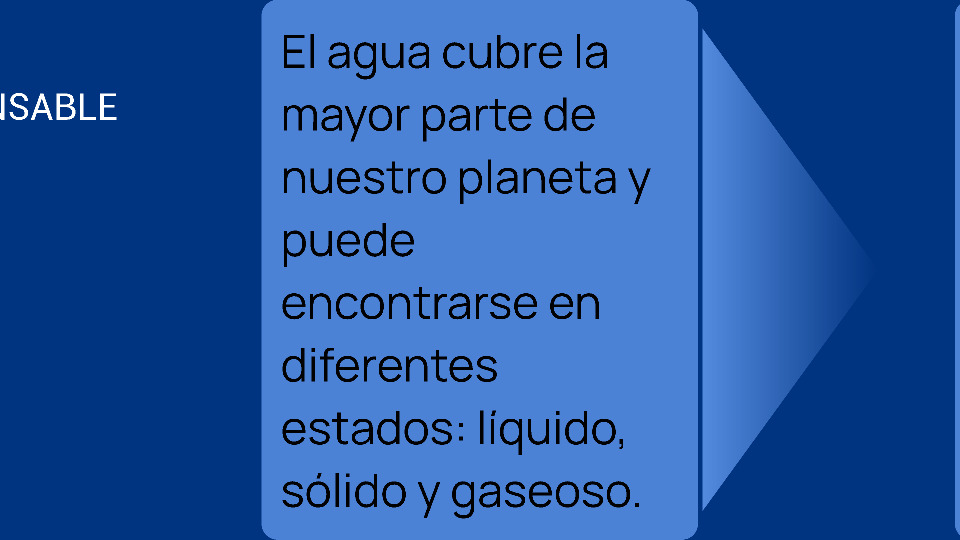 NSABLE
El agua cubre la
mayor parte de
nuestro planeta y
puede
encontrarse en
diferentes
estados: líquido,
sólido y gaseoso.